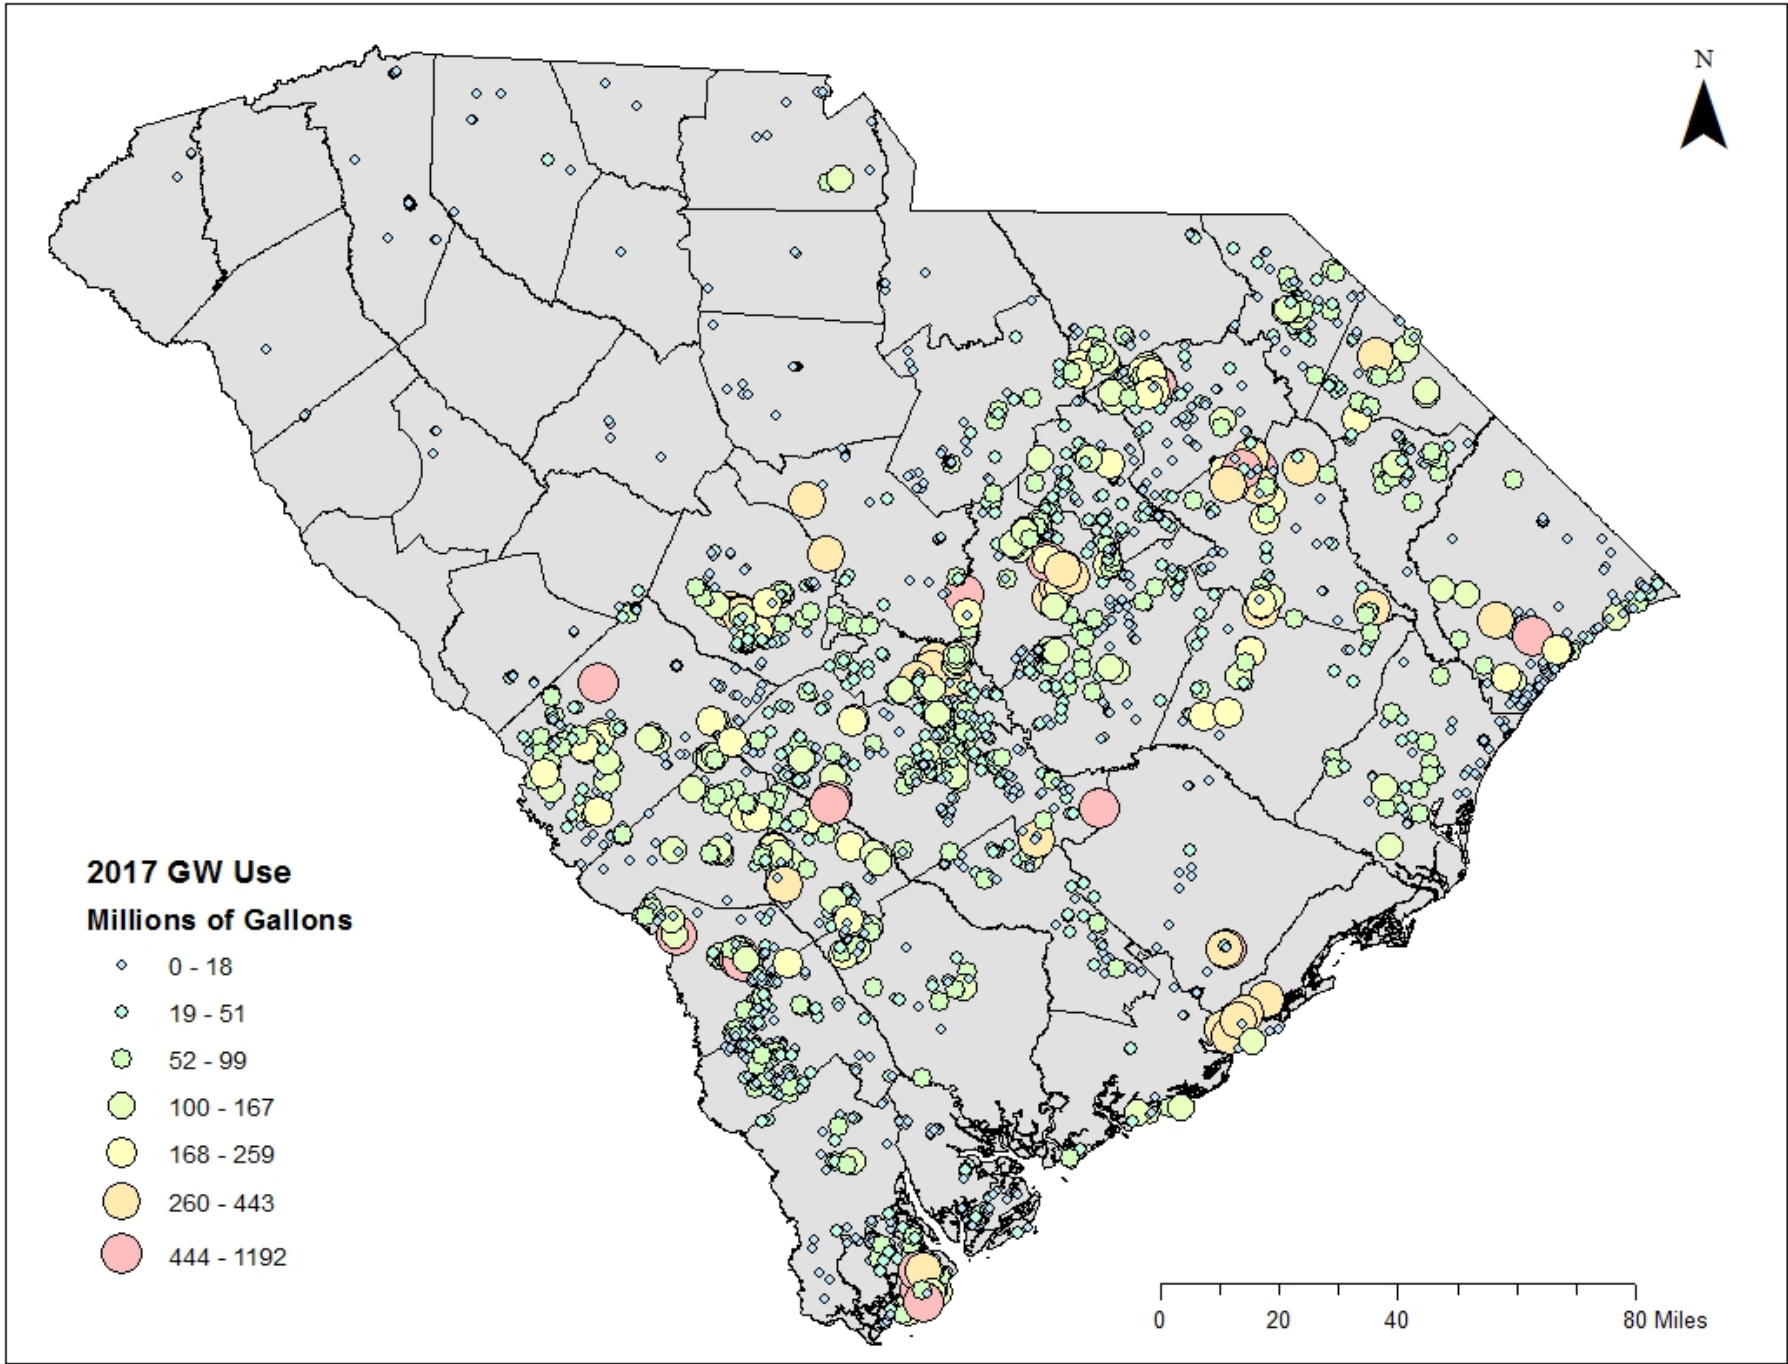 N
2017 GW Use
Millions of Gallons
0 - 18
19 - 51
52 - 99
100 - 167
168 - 259
260 - 443
444 - 1192
0 20 40 80 Miles